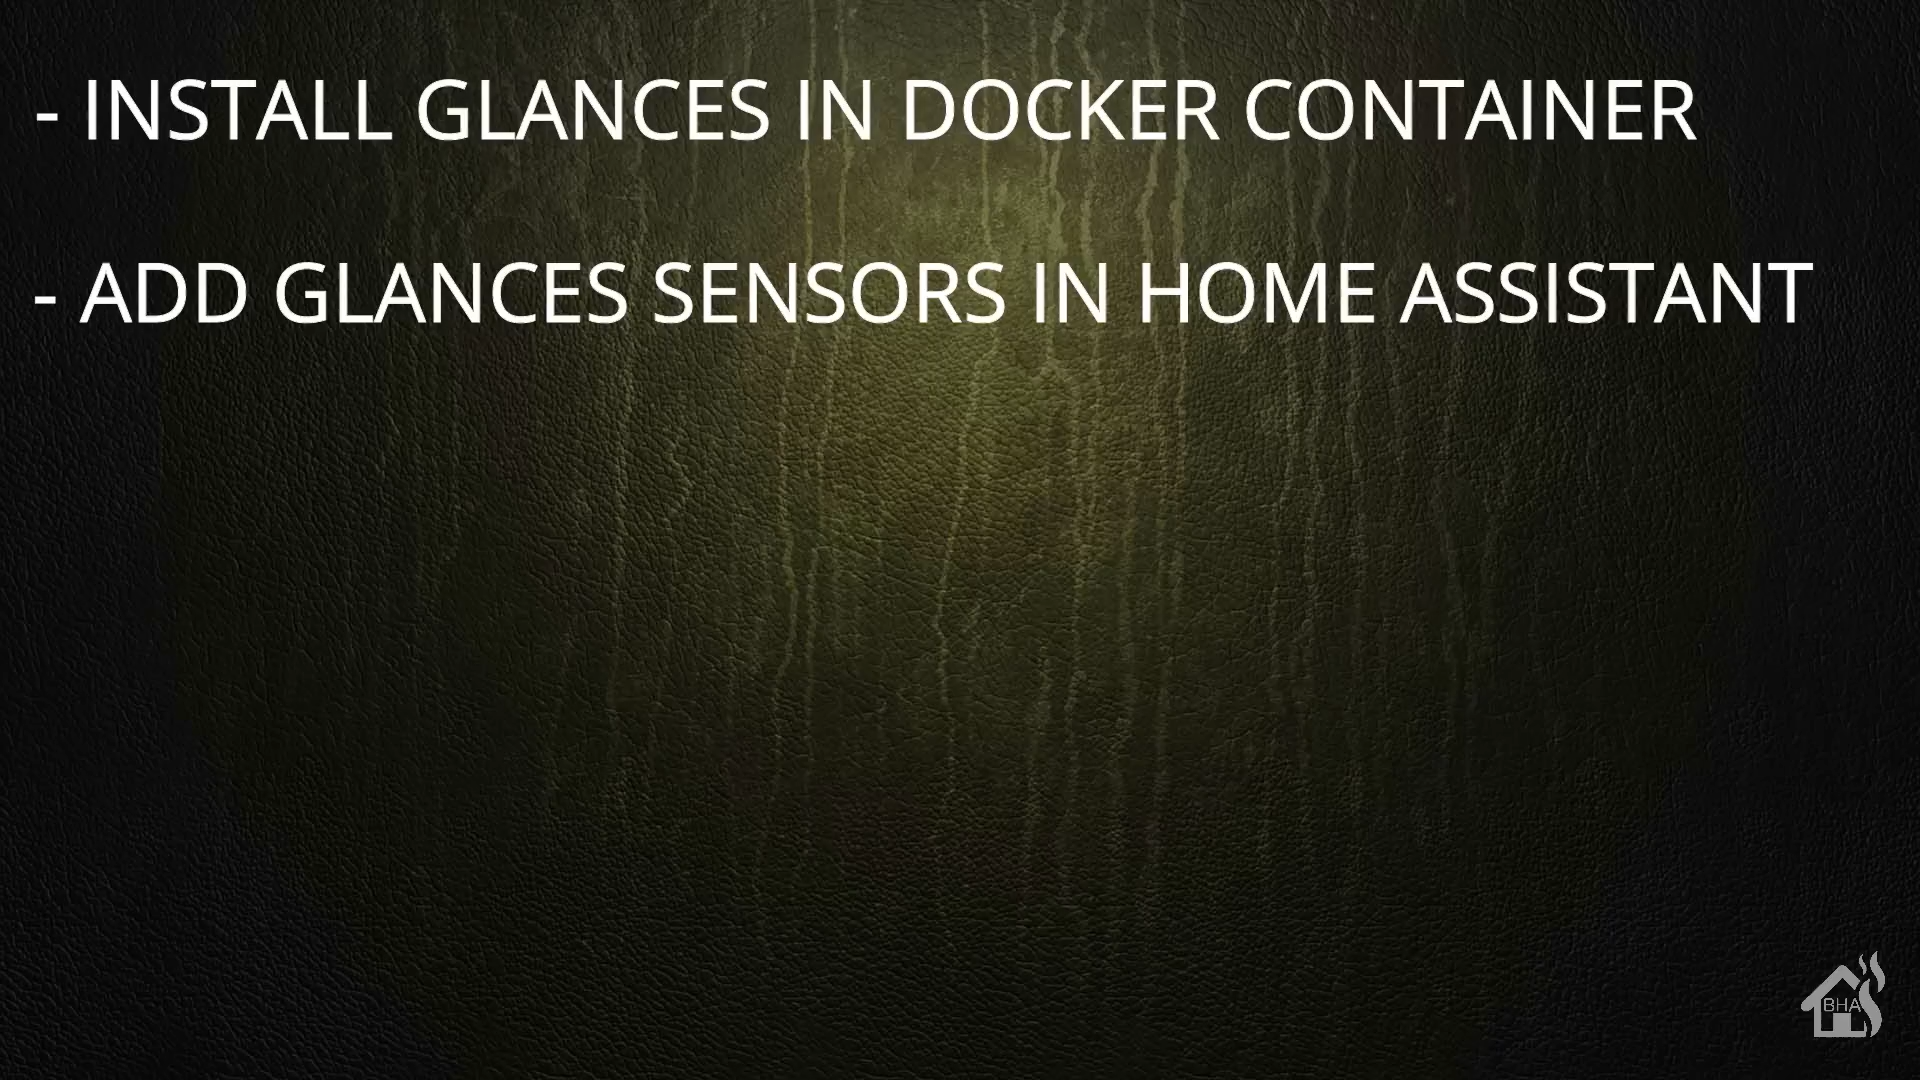 - INSTALL GLANCES IN DOCKER CONTAINER
- ADD GLANCES SENSORS IN HOME ASSISTANT
BHA